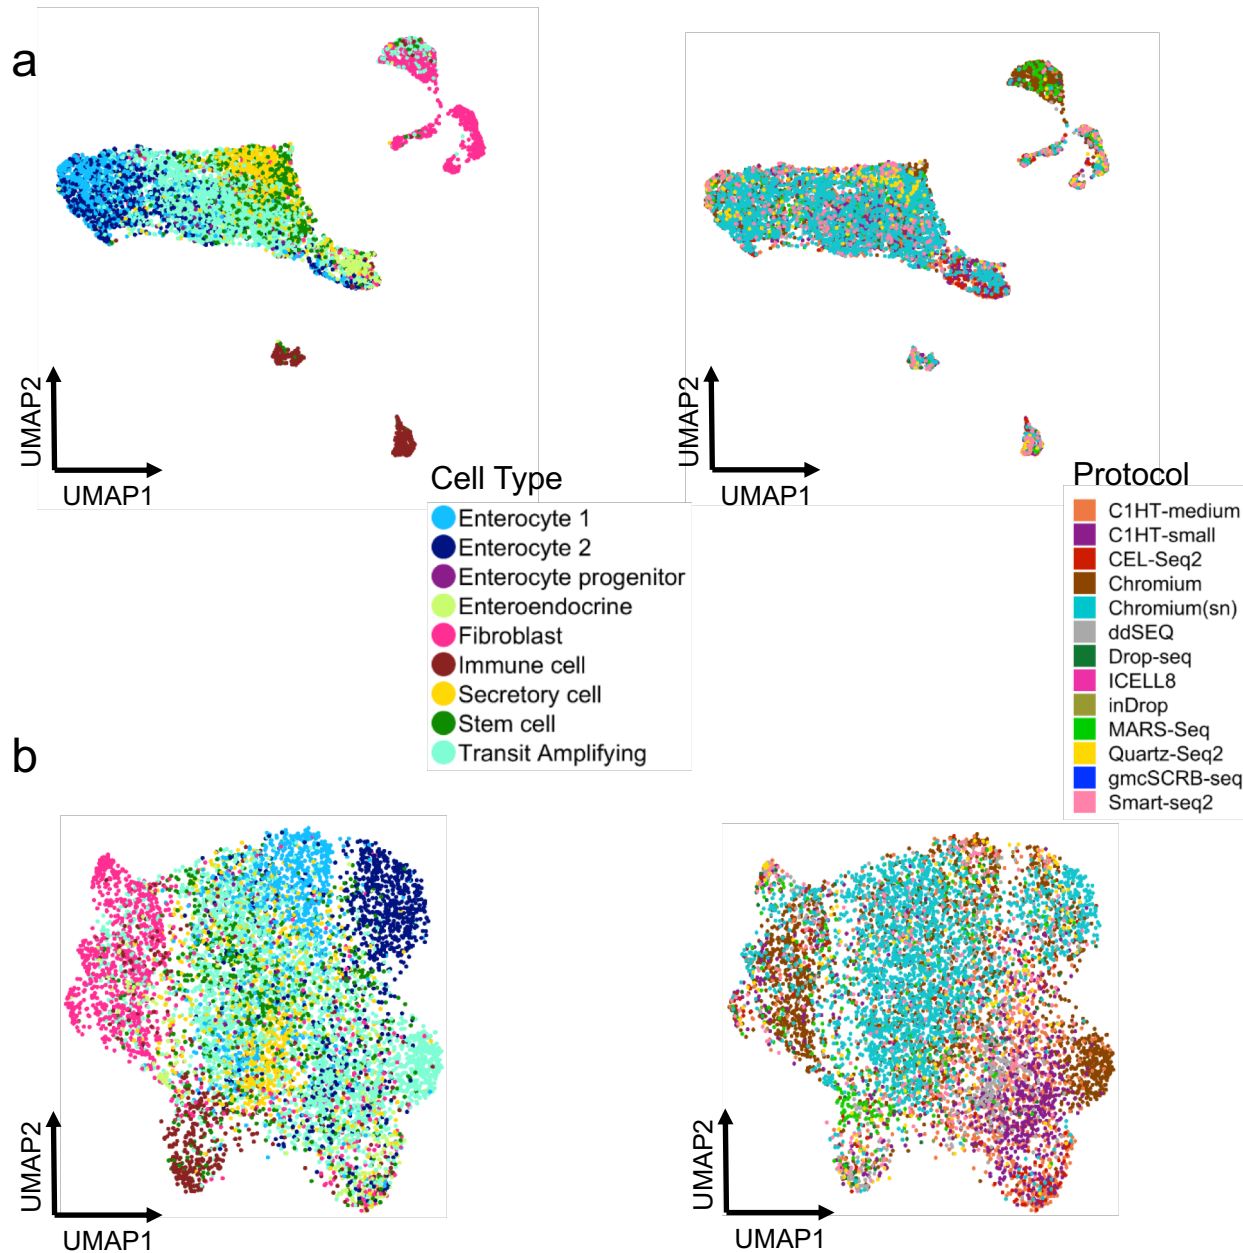 a
UMAP2
UMAP1
UMAP2
UMAP1
Cell Type
Enterocyte 1
Enterocyte 2
Enterocyte progenitor
Enteroendocrine
Fibroblast
Immune cell
Secretory cell
Stem cell
Transit Amplifying
Protocol
C1HT-medium
C1HT-small
CEL-Seq2
Chromium
Chromium(sn)
ddSEQ
Drop-seq
ICELL8
inDrop
MARS-Seq
Quartz-Seq2
gmcSCRB-seq
Smart-seq2
b
UMAP2
UMAP1
UMAP2
UMAP1